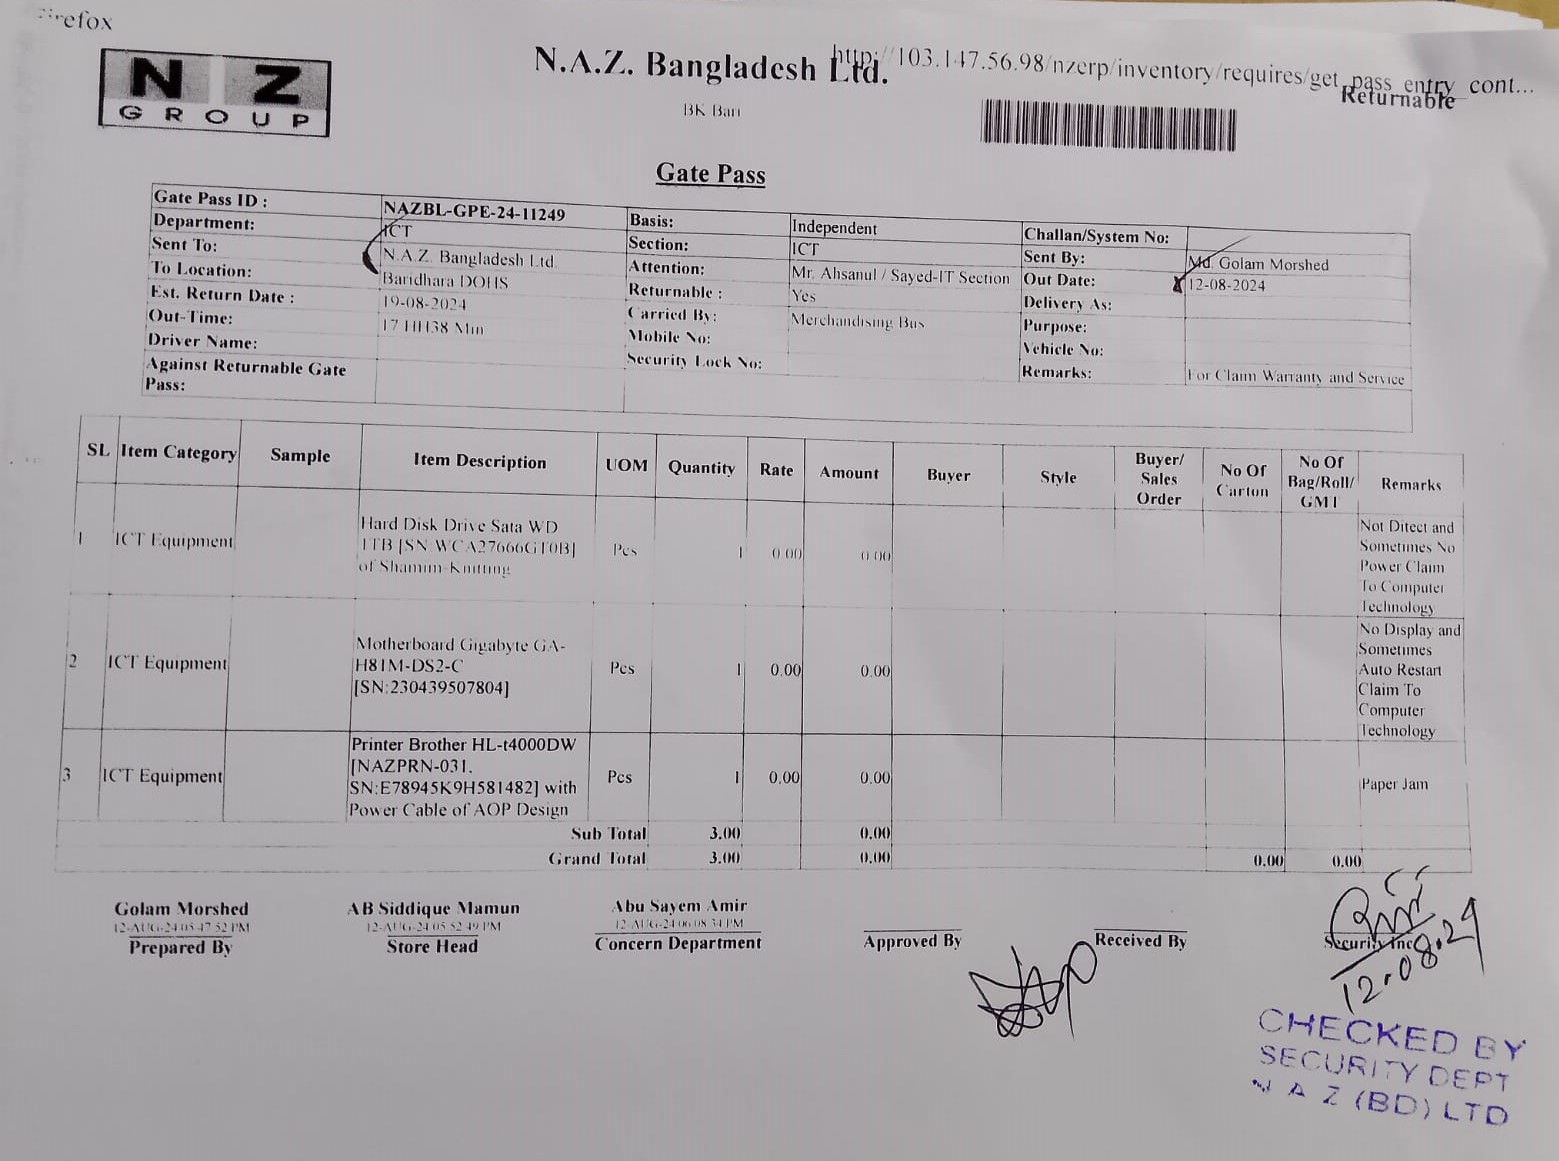 N.A.Z. Bangladesh Ltd.
http://103.147.56.98/nzerp/inventory/requires/get_pass_entry_cont...
NZ
GROUP
BK Bari
Returnable
Gate Pass
Gate Pass ID : NAZBL-GPE-24-11249 Basis: Independent Challan/System No:
Department: ICT Section: ICT Sent By: Md. Golam Morshed
Sent To: N.A.Z. Bangladesh Ltd. Attention: Mr. Ahsanul / Sayed-IT Section Out Date: 12-08-2024
To Location: Baridhara DOHS Returnable : Yes Delivery As:
Est. Return Date : 19-08-2024 Carried By: Merchandising Bus Purpose:
Out-Time: 17 HH38 Min Mobile No: Vehicle No:
Driver Name: Security Lock No: Remarks: For Claim Warranty and Service
Against Returnable Gate
Pass:
SL Item Category Sample Item Description UOM Quantity Rate Amount Buyer Style Buyer/ Sales Order No Of Carton No Of Bag/Roll/ GMT Remarks
1 ICT Equipment Hard Disk Drive Sata WD 1TB [SN:WCA27666GT0B] of Shamim-Knitting Pcs 1 0.00 0.00 Not Ditect and Sometimes No Power Claim To Computer Technology
2 ICT Equipment Motherboard Gigabyte GA-H81M-DS2-C [SN:230439507804] Pcs 1 0.00 0.00 No Display and Sometimes Auto Restart Claim To Computer Technology
3 ICT Equipment Printer Brother HL-t4000DW [NAZPRN-031. SN:E78945K9H581482] with Power Cable of AOP Design Pcs 1 0.00 0.00 Paper Jam
Sub Total 3.00 0.00
Grand Total 3.00 0.00 0.00 0.00
Golam Morshed AB Siddique Mamun Abu Sayem Amir
12-AUG-24 05:47:52 PM 12-AUG-24 05:52:49 PM 12-AUG-24 06:08:34 PM
Prepared By Store Head Concern Department Approved By Received By Security Inc
12.08.24
CHECKED BY
SECURITY DEPT
N A Z (BD) LTD